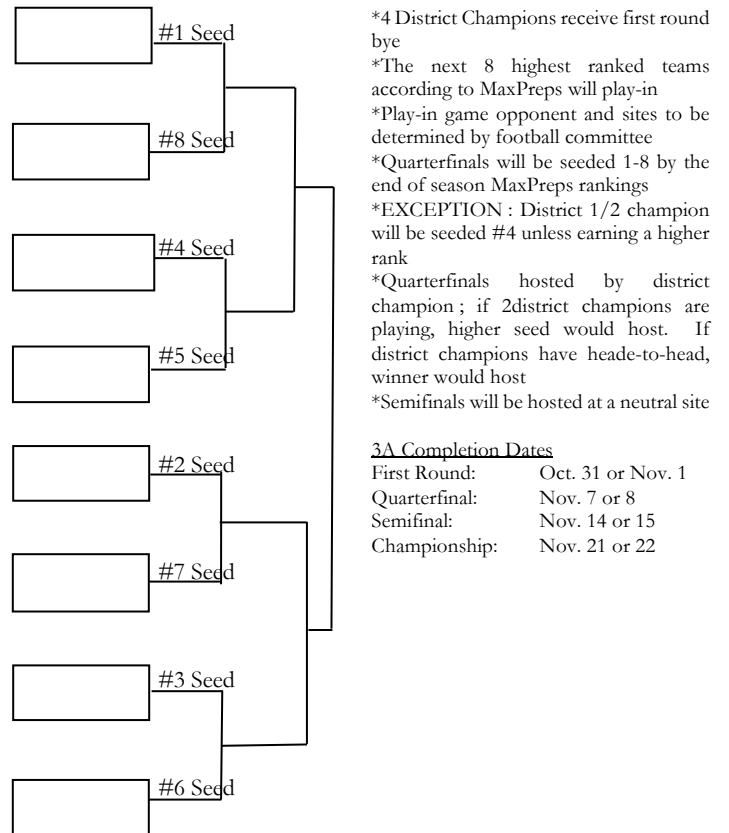 #1 Seed
#8 Seed
#4 Seed
#5 Seed
#2 Seed
#7 Seed
#3 Seed
#6 Seed
*4 District Champions receive first round
bye
*The next 8 highest ranked teams
according to MaxPreps will play-in
*Play-in game opponent and sites to be
determined by football committee
*Quarterfinals will be seeded 1-8 by the
end of season MaxPreps rankings
*EXCEPTION : District 1/2 champion
will be seeded #4 unless earning a higher
rank
*Quarterfinals hosted by district
champion ; if 2district champions are
playing, higher seed would host. If
district champions have heade-to-head,
winner would host
*Semifinals will be hosted at a neutral site
3A Completion Dates
First Round: Oct. 31 or Nov. 1
Quarterfinal: Nov. 7 or 8
Semifinal: Nov. 14 or 15
Championship: Nov. 21 or 22